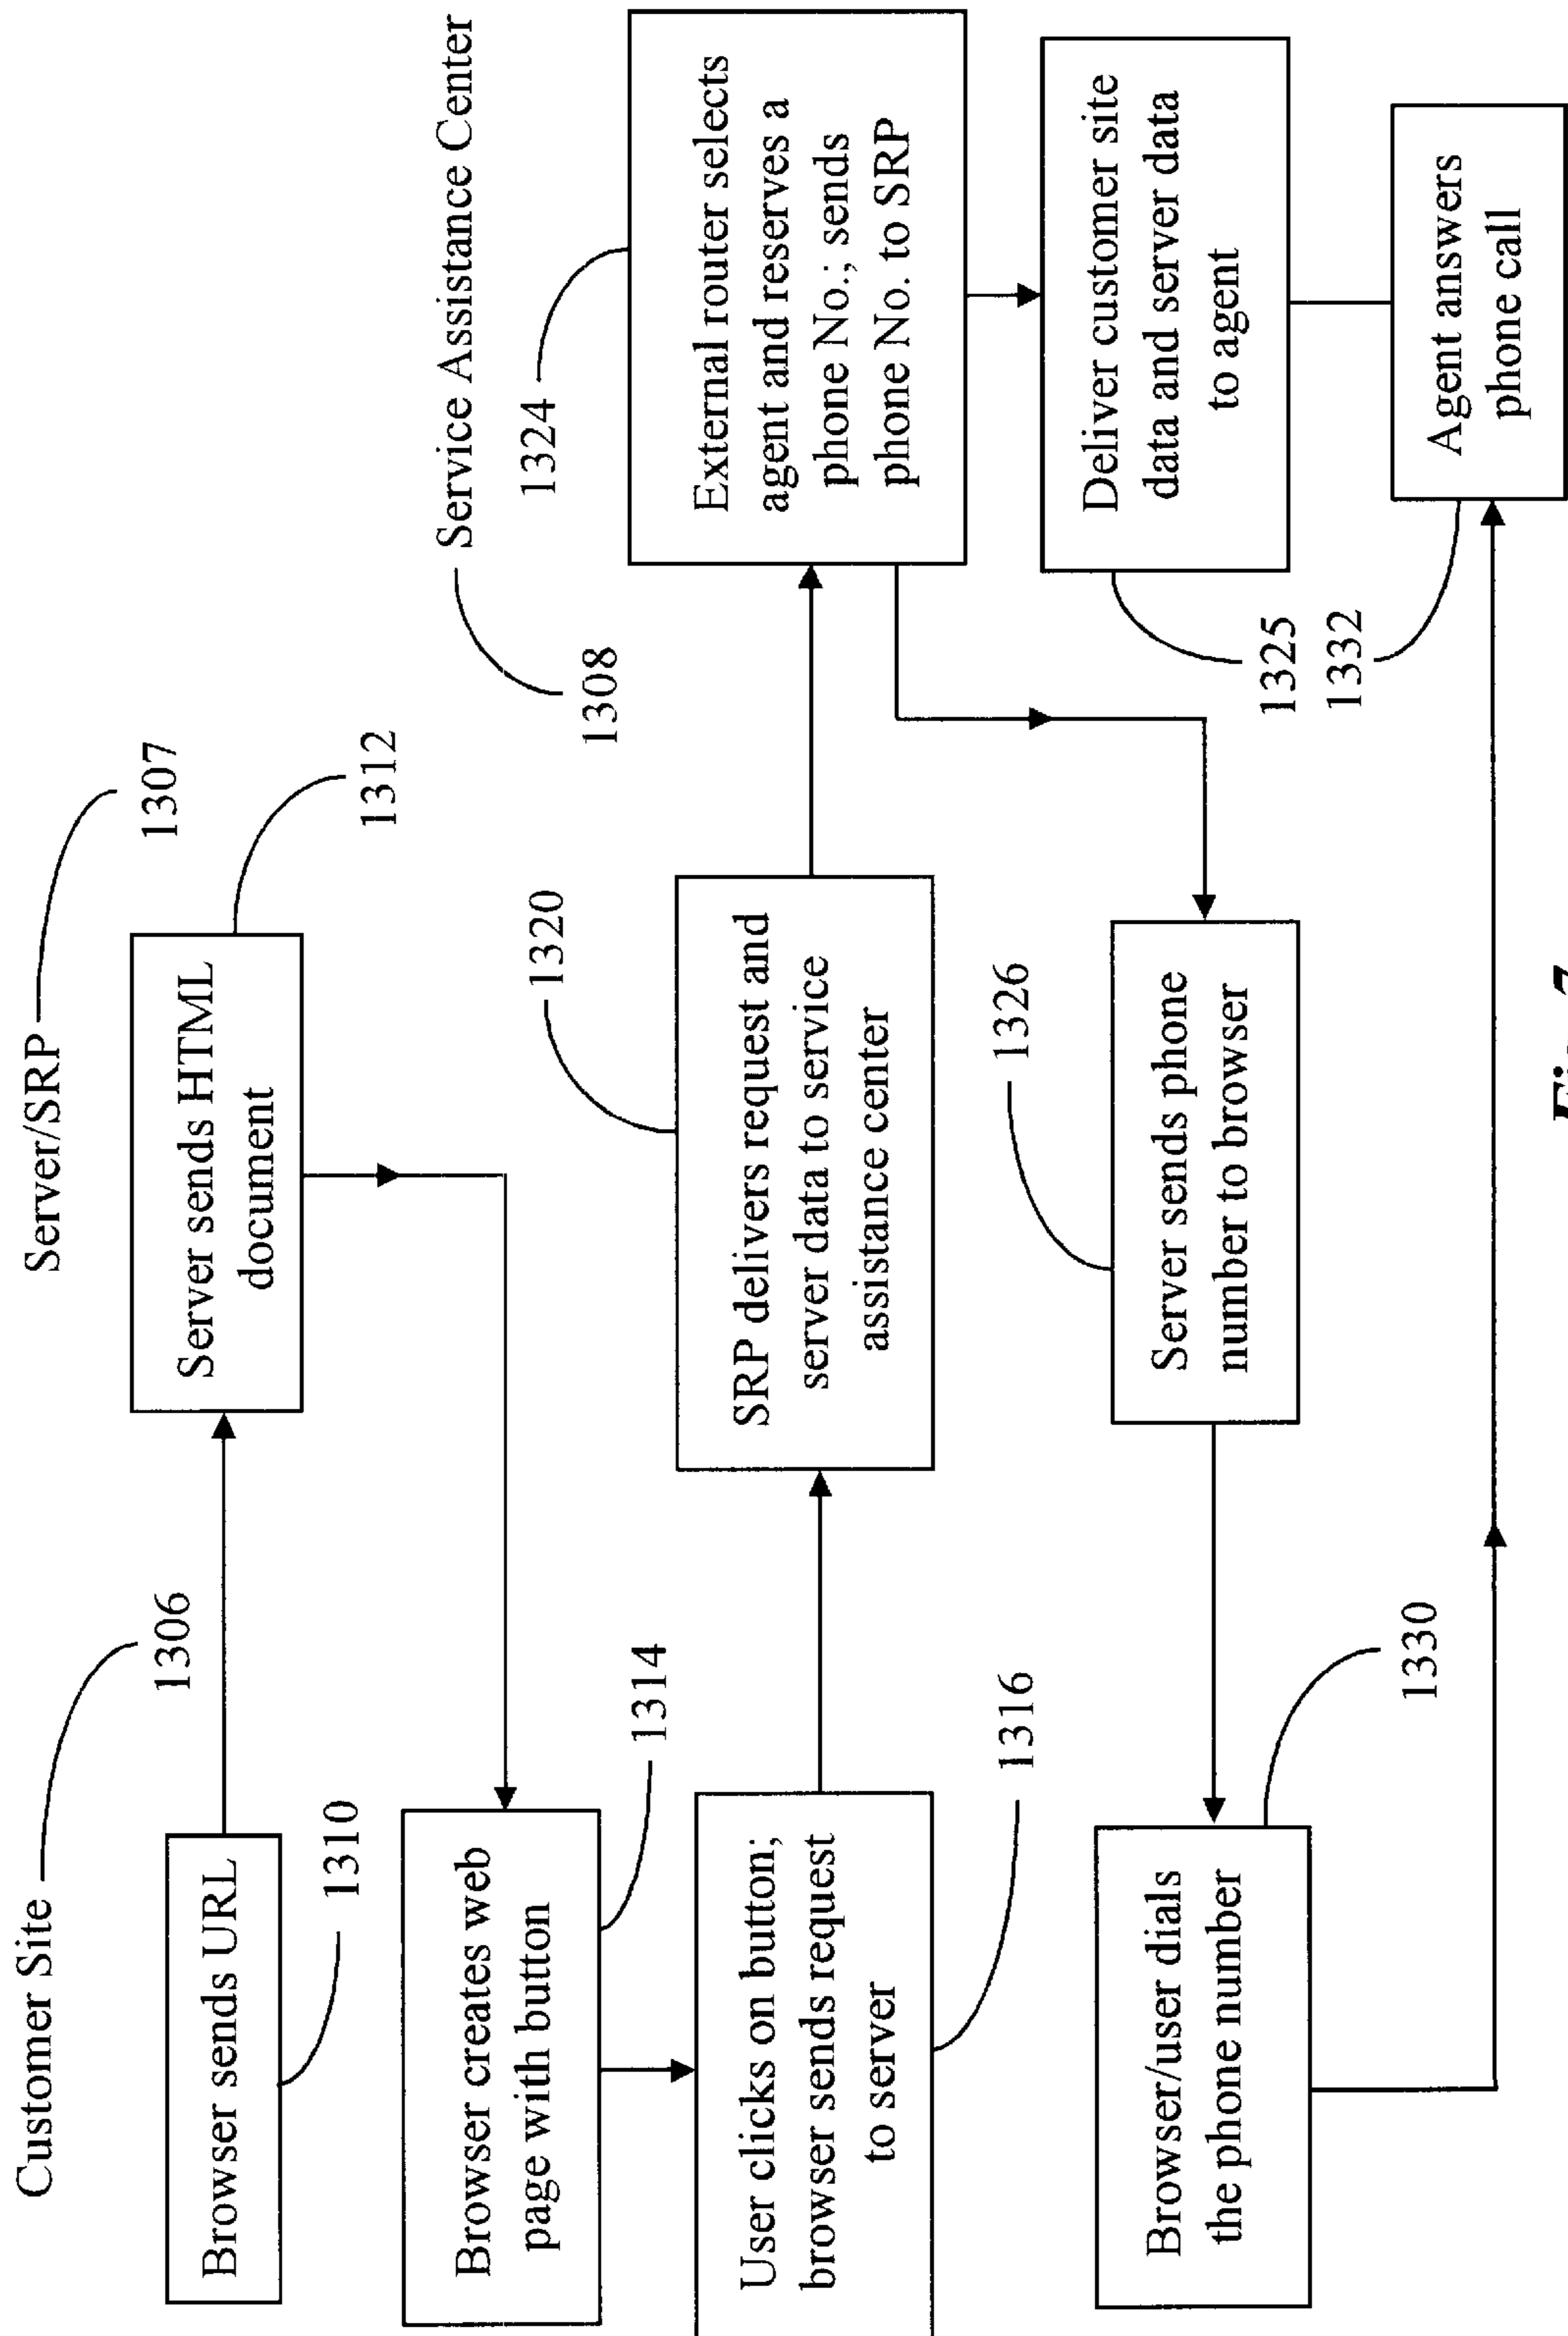 Customer Site
1306
Server/SRP
1307
Service Assistance Center
1308
Browser sends URL
1310
Server sends HTML
document
1312
Browser creates web
page with button
1314
User clicks on button;
browser sends request
to server
1316
SRP delivers request and
server data to service
assistance center
1320
External router selects
agent and reserves a
phone No.; sends
phone No. to SRP
1324
Deliver customer site
data and server data
to agent
1325
Server sends phone
number to browser
1326
Browser/user dials
the phone number
1330
Agent answers
phone call
1332